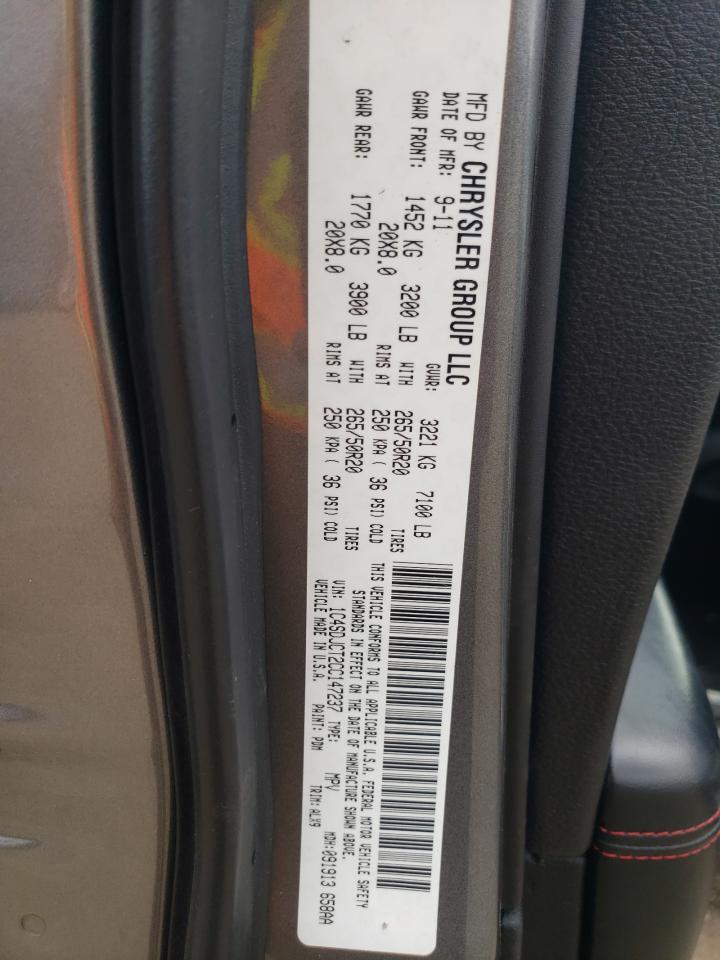 MFD BY CHRYSLER GROUP LLC
DATE OF MFR: 9-11 GVWR: 3221 KG 7100 LB
GAWR FRONT: 1452 KG 3200 LB WITH 265/50R20 TIRES
20X8.0 RIMS AT 250 KPA ( 36 PSI) COLD
GAWR REAR: 1770 KG 3900 LB WITH 265/50R20 TIRES
20X8.0 RIMS AT 250 KPA ( 36 PSI) COLD
THIS VEHICLE CONFORMS TO ALL APPLICABLE U.S.A. FEDERAL MOTOR VEHICLE SAFETY
STANDARDS IN EFFECT ON THE DATE OF MANUFACTURE SHOWN ABOVE.
VIN: 1C4SDJCT2CC147237 TYPE: MPV MDH:091913 658AA
VEHICLE MADE IN U.S.A. PAINT: PDM TRIM:ALX9